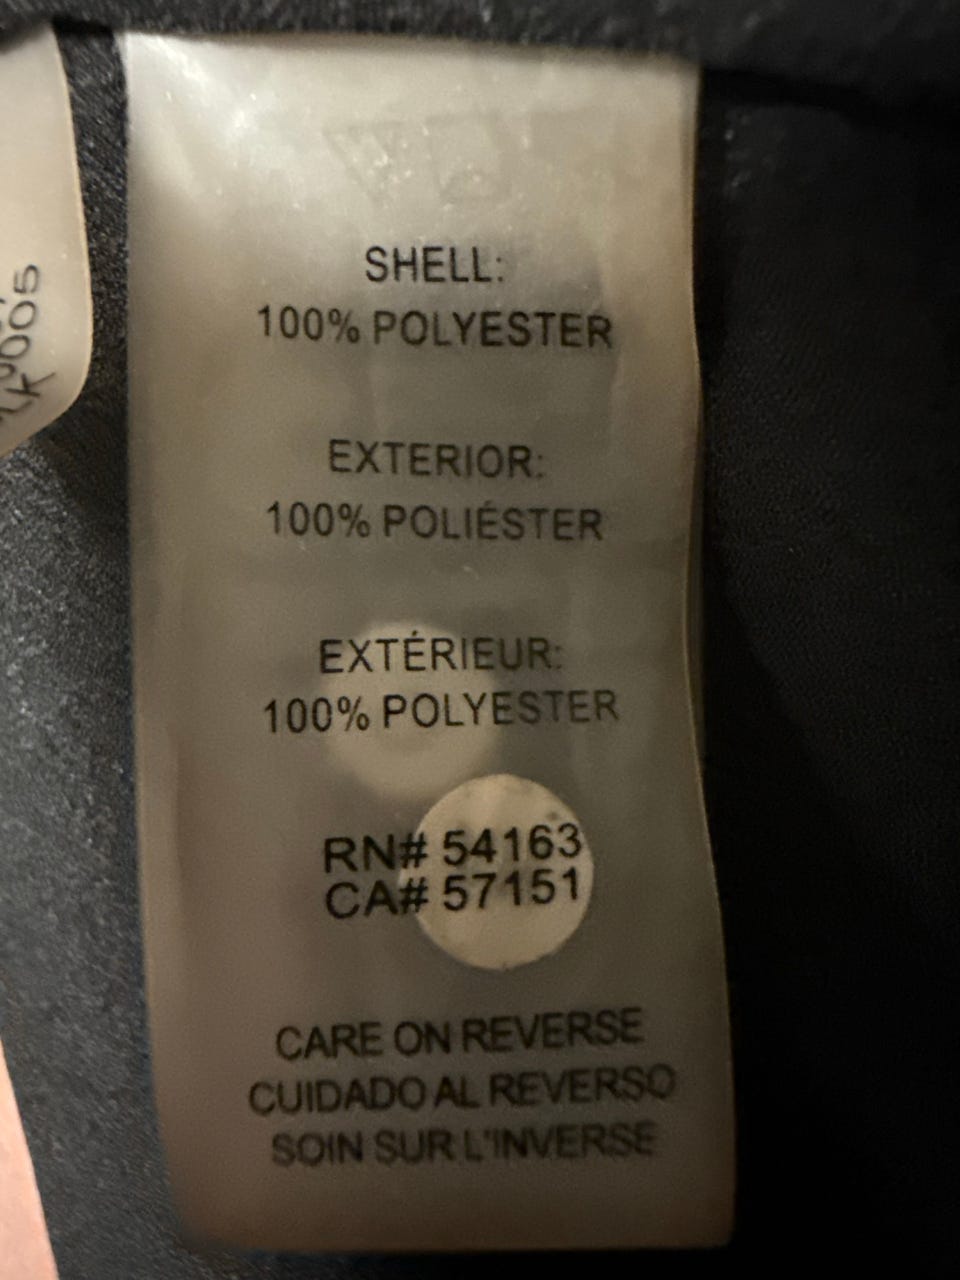 SHELL:
100% POLYESTER
EXTERIOR:
100% POLIÉSTER
EXTÉRIEUR:
100% POLYESTER
RN# 54163
CA# 57151
CARE ON REVERSE
CUIDADO AL REVERSO
SOIN SUR L'INVERSE